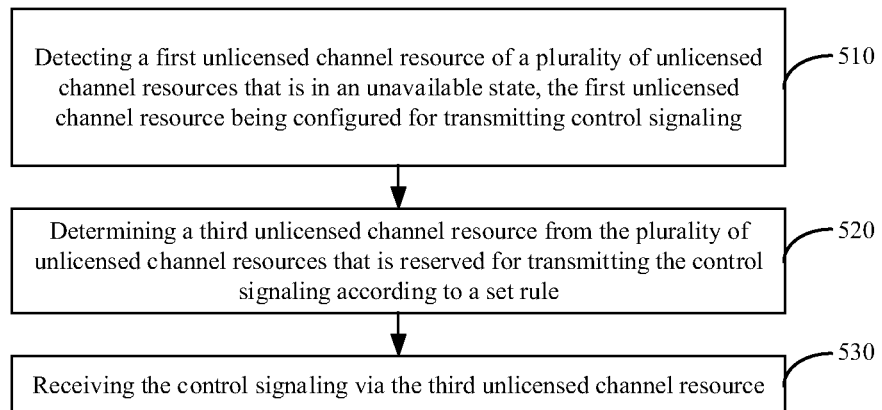 Detecting a first unlicensed channel resource of a plurality of unlicensed
channel resources that is in an unavailable state, the first unlicensed
channel resource being configured for transmitting control signaling
510
Determining a third unlicensed channel resource from the plurality of
unlicensed channel resources that is reserved for transmitting the control
signaling according to a set rule
520
Receiving the control signaling via the third unlicensed channel resource
530